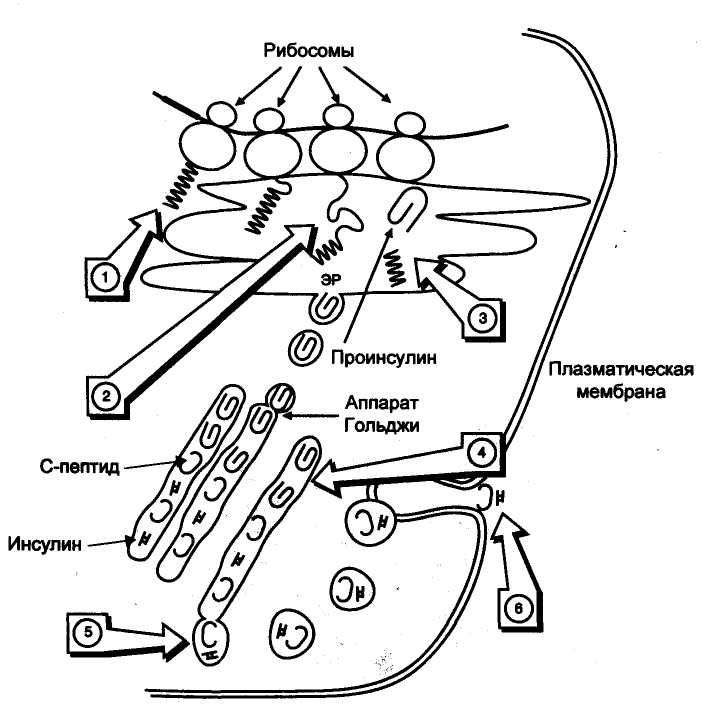 Рибосомы
1
ЭР
3
2
Проинсулин
Плазматическая
мембрана
Аппарат
Гольджи
4
С-пептид
Инсулин
6
5